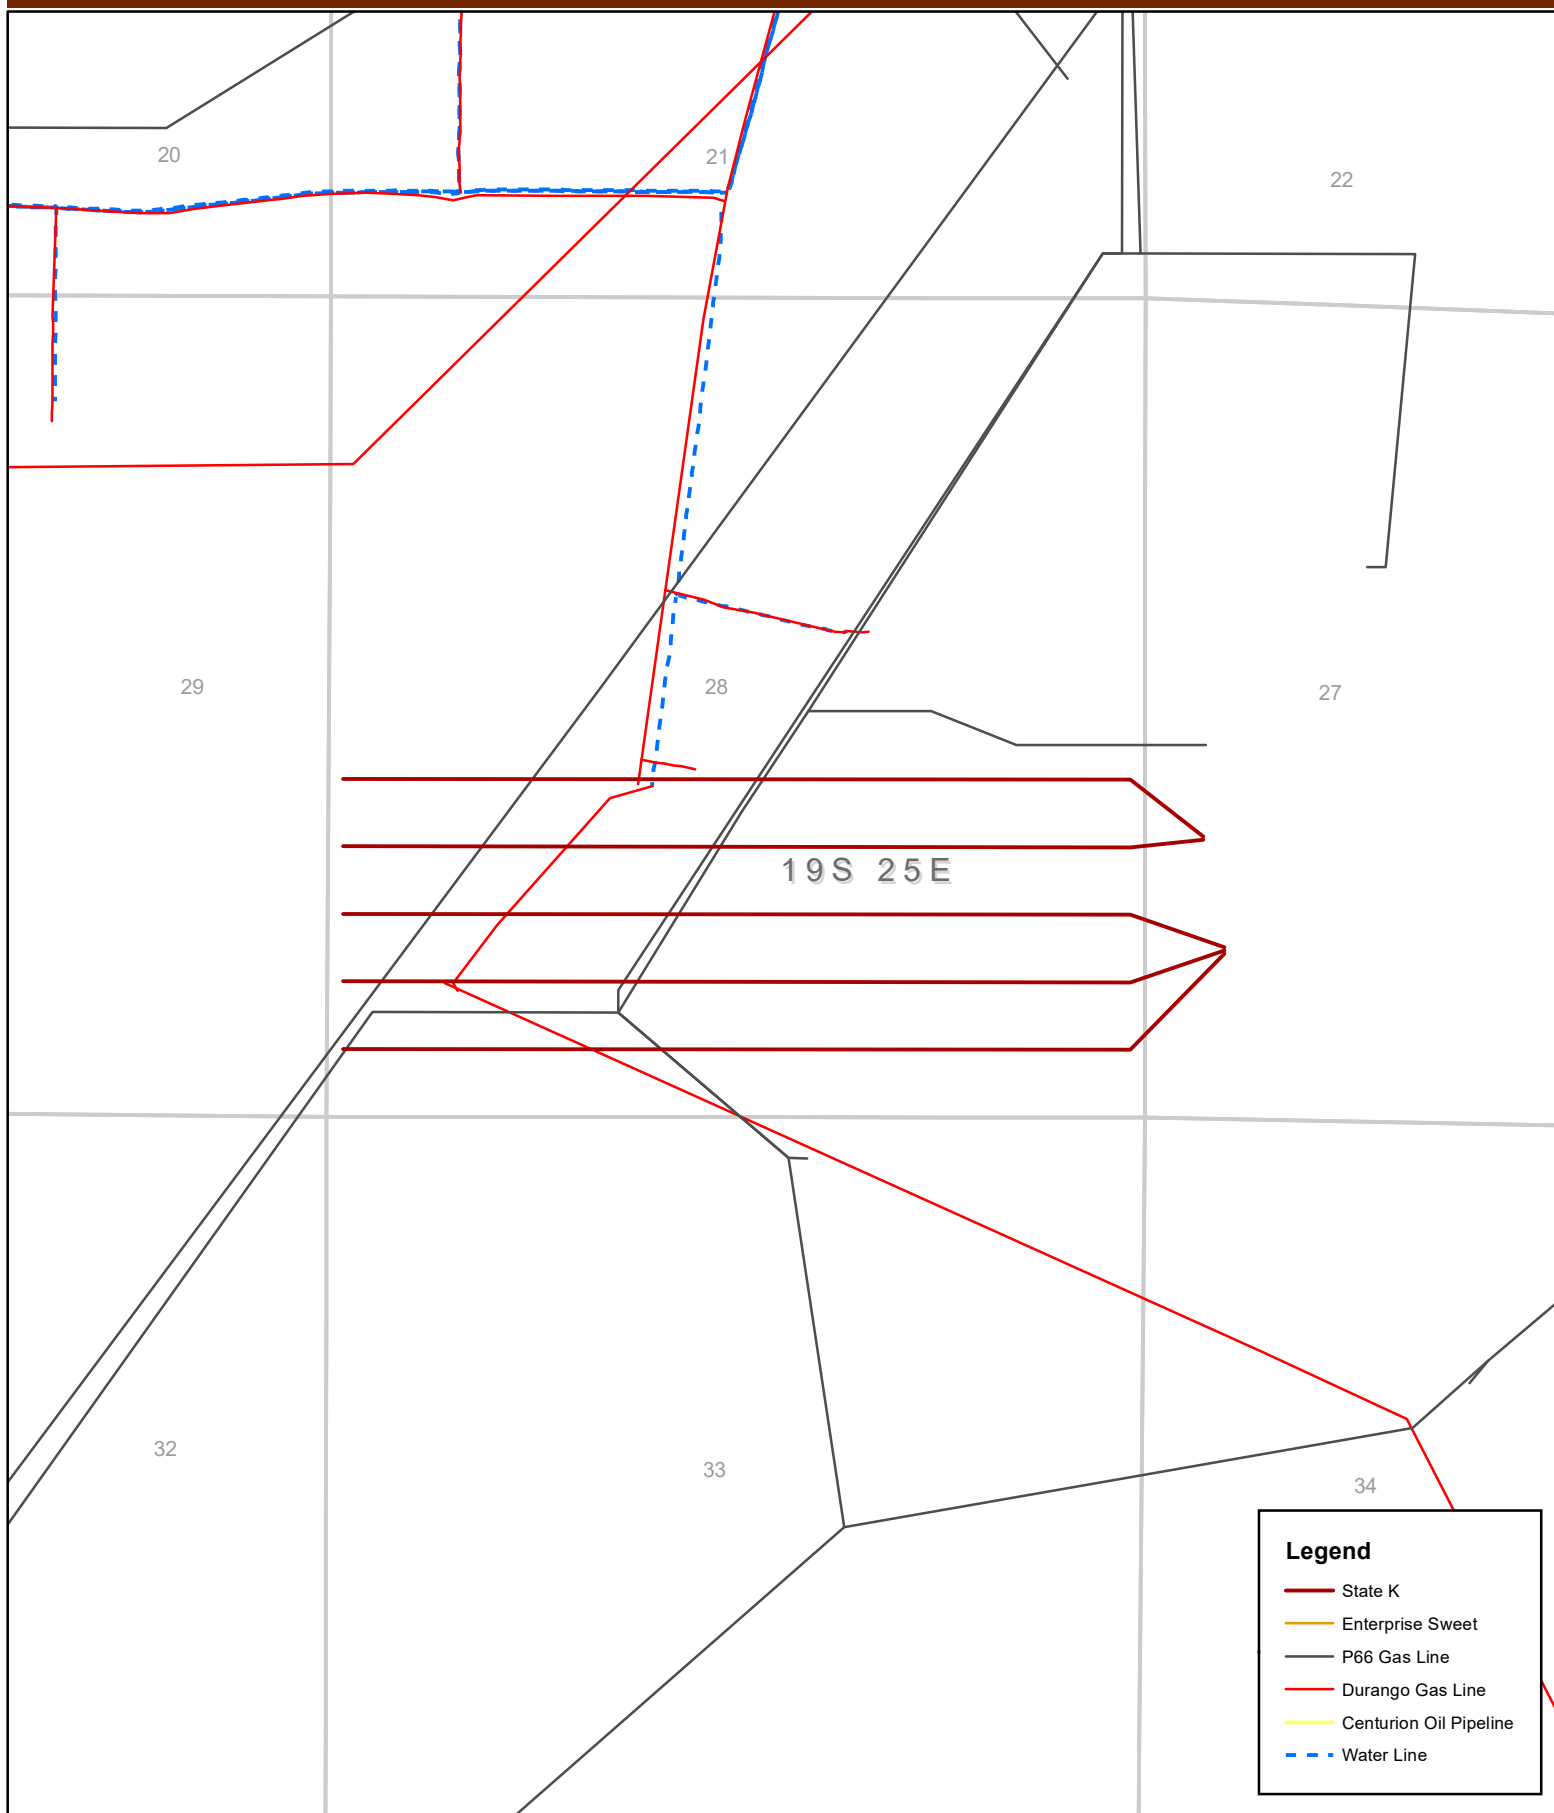 20
21
22
29
28
27
19S 25E
32
33
34
Legend
State K
Enterprise Sweet
P66 Gas Line
Durango Gas Line
Centurion Oil Pipeline
Water Line